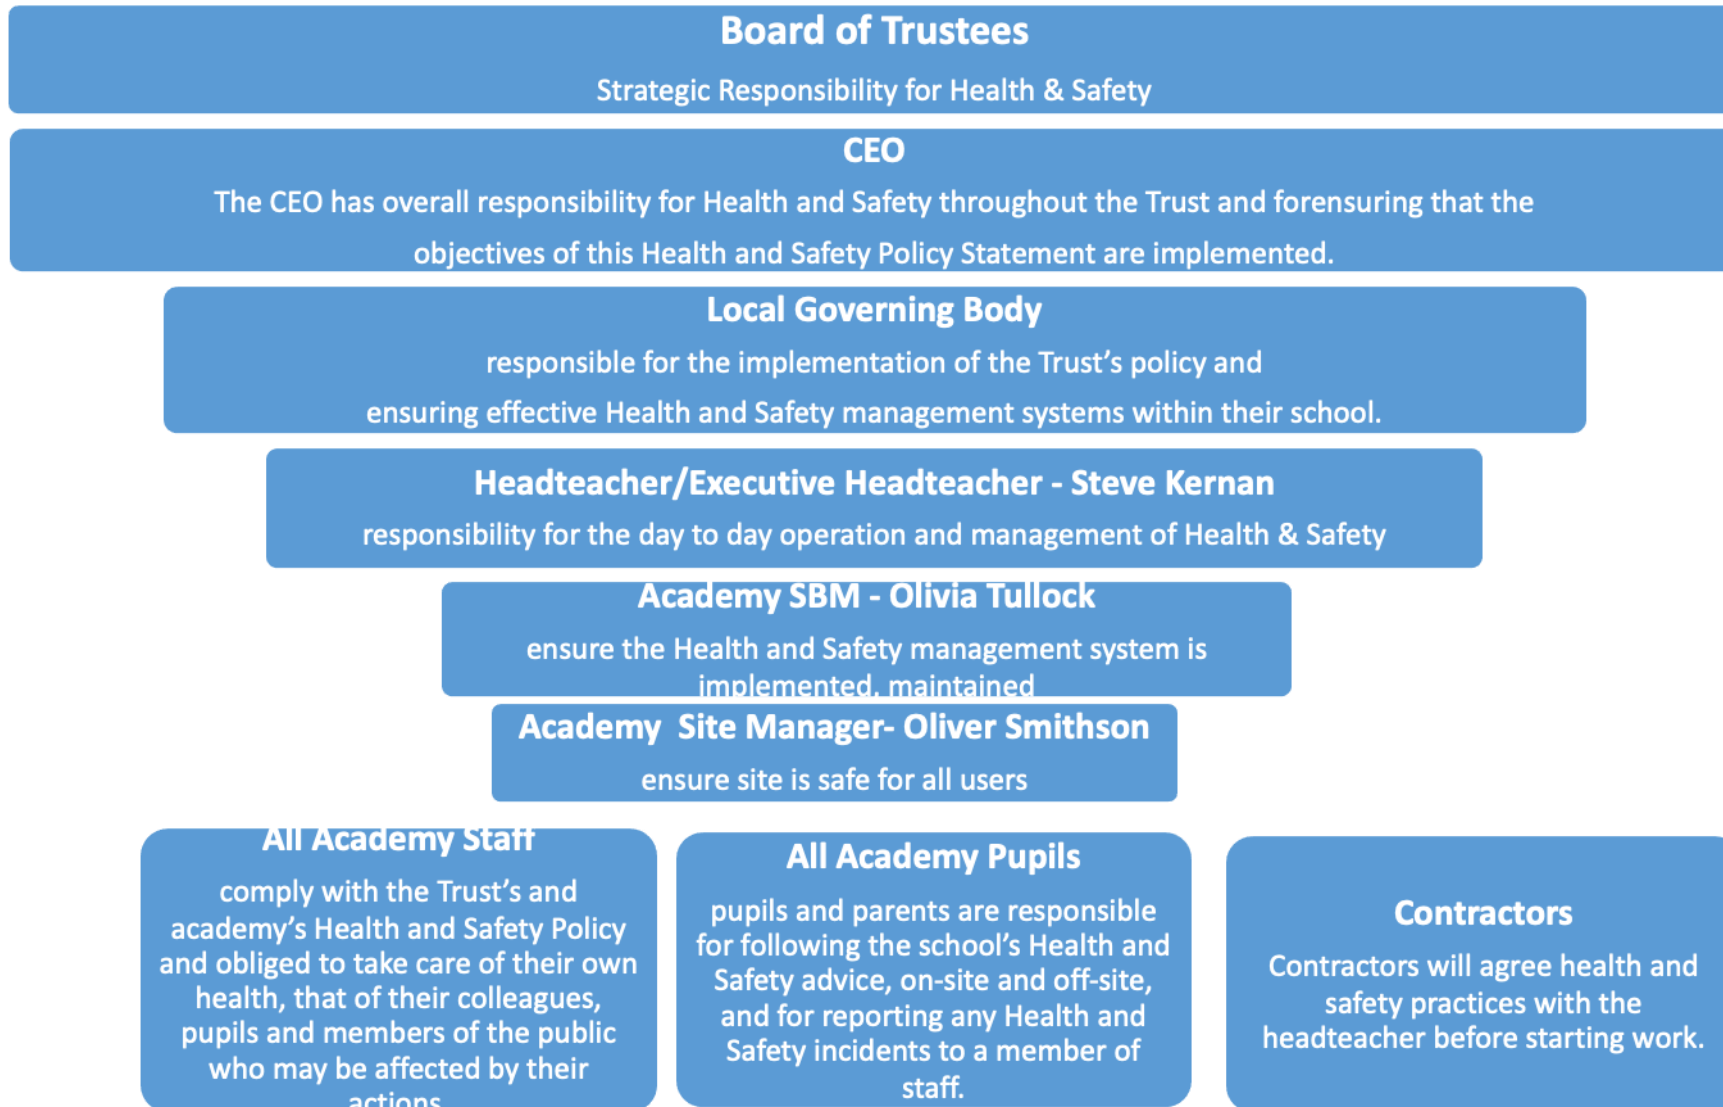 Board of Trustees
Strategic Responsibility for Health & Safety
CEO
The CEO has overall responsibility for Health and Safety throughout the Trust and forensuring that the
objectives of this Health and Safety Policy Statement are implemented.
Local Governing Body
responsible for the implementation of the Trust’s policy and
ensuring effective Health and Safety management systems within their school.
Headteacher/Executive Headteacher - Steve Kernan
responsibility for the day to day operation and management of Health & Safety
Academy SBM - Olivia Tullock
ensure the Health and Safety management system is
implemented, maintained
Academy  Site Manager- Oliver Smithson
ensure site is safe for all users
All Academy Staff
comply with the Trust’s and
academy’s Health and Safety Policy
and obliged to take care of their own
health, that of their colleagues,
pupils and members of the public
who may be affected by their
actions
All Academy Pupils
pupils and parents are responsible
for following the school’s Health and
Safety advice, on-site and off-site,
and for reporting any Health and
Safety incidents to a member of
staff.
Contractors
Contractors will agree health and
safety practices with the
headteacher before starting work.